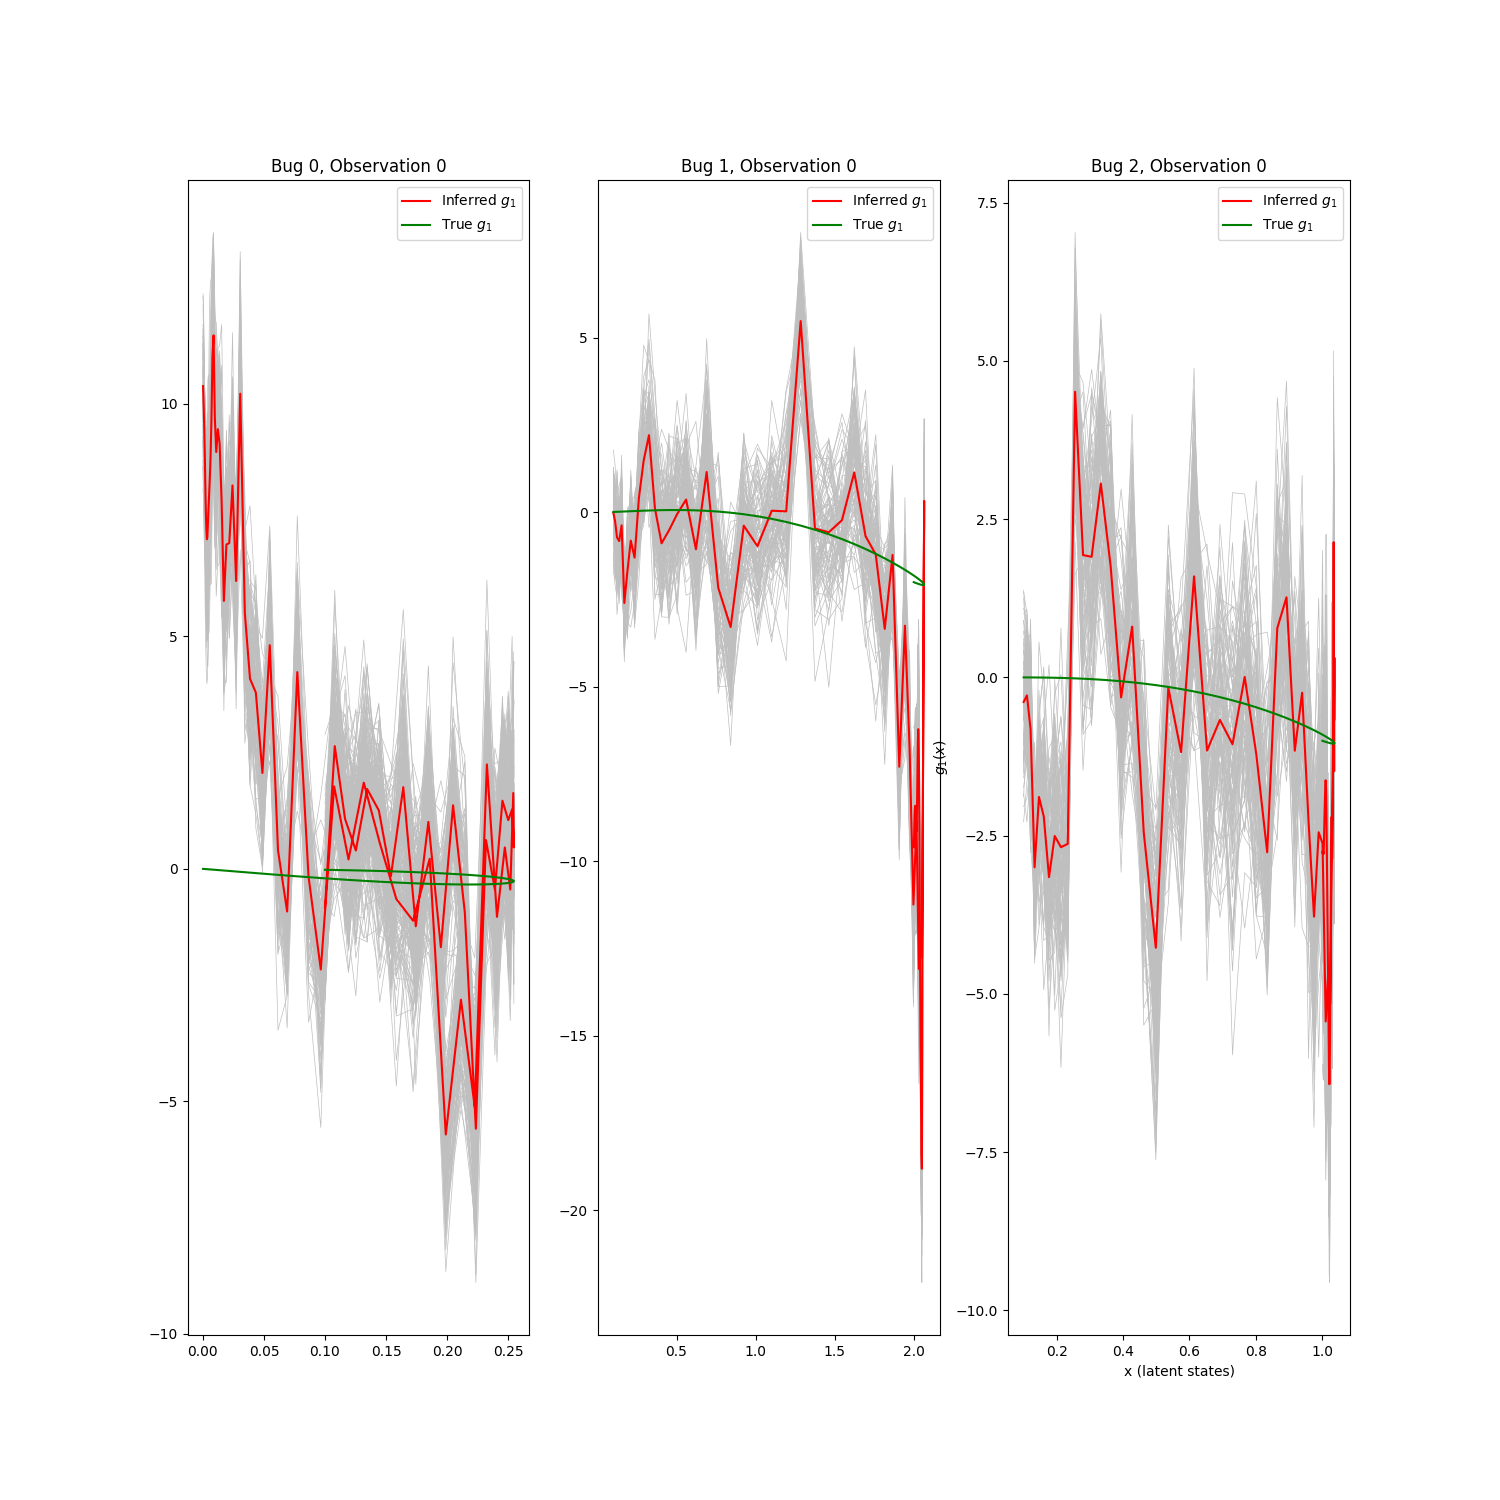 Bug 0, Observation 0
Inferred g1
True g1
10
5
0
−5
−10
0.00 0.05 0.10 0.15 0.20 0.25
Bug 1, Observation 0
Inferred g1
True g1
5
0
−5
−10
−15
−20
0.5 1.0 1.5 2.0
Bug 2, Observation 0
Inferred g1
True g1
g1(x)
7.5
5.0
2.5
0.0
−2.5
−5.0
−7.5
−10.0
0.2 0.4 0.6 0.8 1.0
x (latent states)